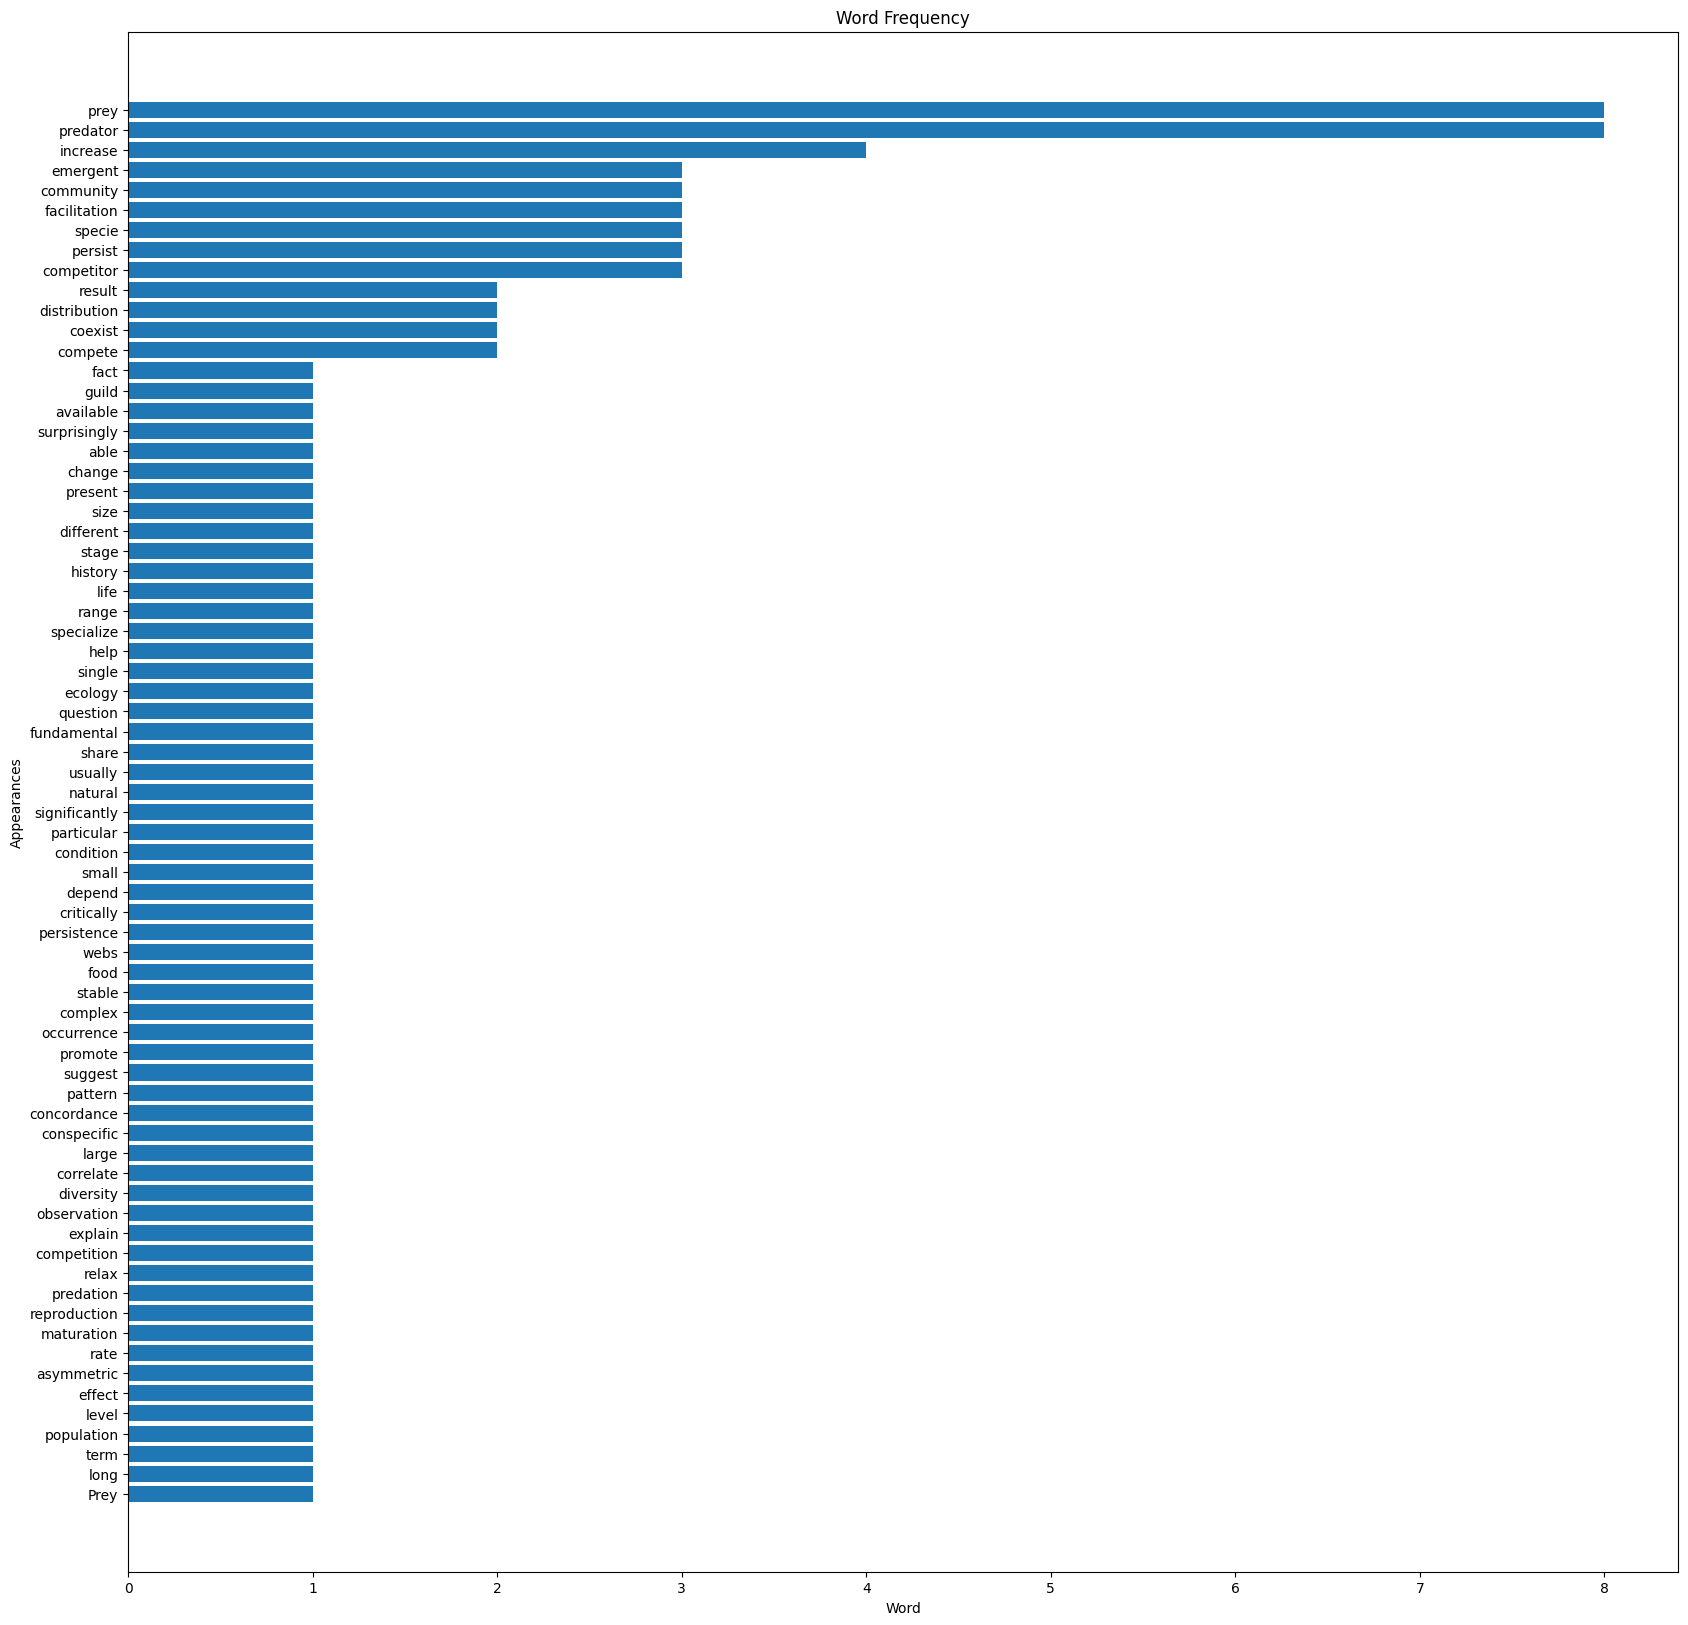 Word Frequency
prey
predator
increase
emergent
community
facilitation
specie
persist
competitor
result
distribution
coexist
compete
fact
guild
available
surprisingly
able
change
present
size
different
stage
history
life
range
specialize
help
single
ecology
question
fundamental
share
usually
natural
significantly
particular
condition
small
depend
critically
persistence
webs
food
stable
complex
occurrence
promote
suggest
pattern
concordance
conspecific
large
correlate
diversity
observation
explain
competition
relax
predation
reproduction
maturation
rate
asymmetric
effect
level
population
term
long
Prey
Appearances
0 1 2 3 4 5 6 7 8
Word